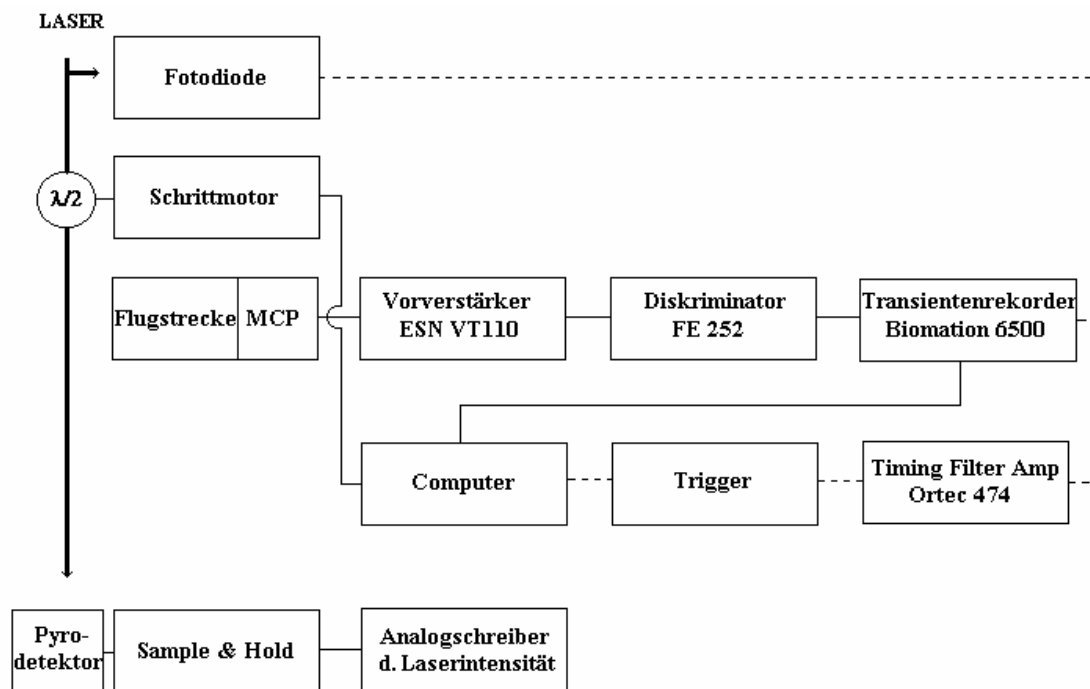 LASER
Fotodiode
λ/2
Schrittmotor
Flugstrecke
MCP
Vorverstärker
ESN VT110
Diskriminator
FE 252
Transientenrekorder
Biomation 6500
Computer
Trigger
Timing Filter Amp
Ortec 474
Pyro-
detektor
Sample & Hold
Analogschreiber
d. Laserintensität